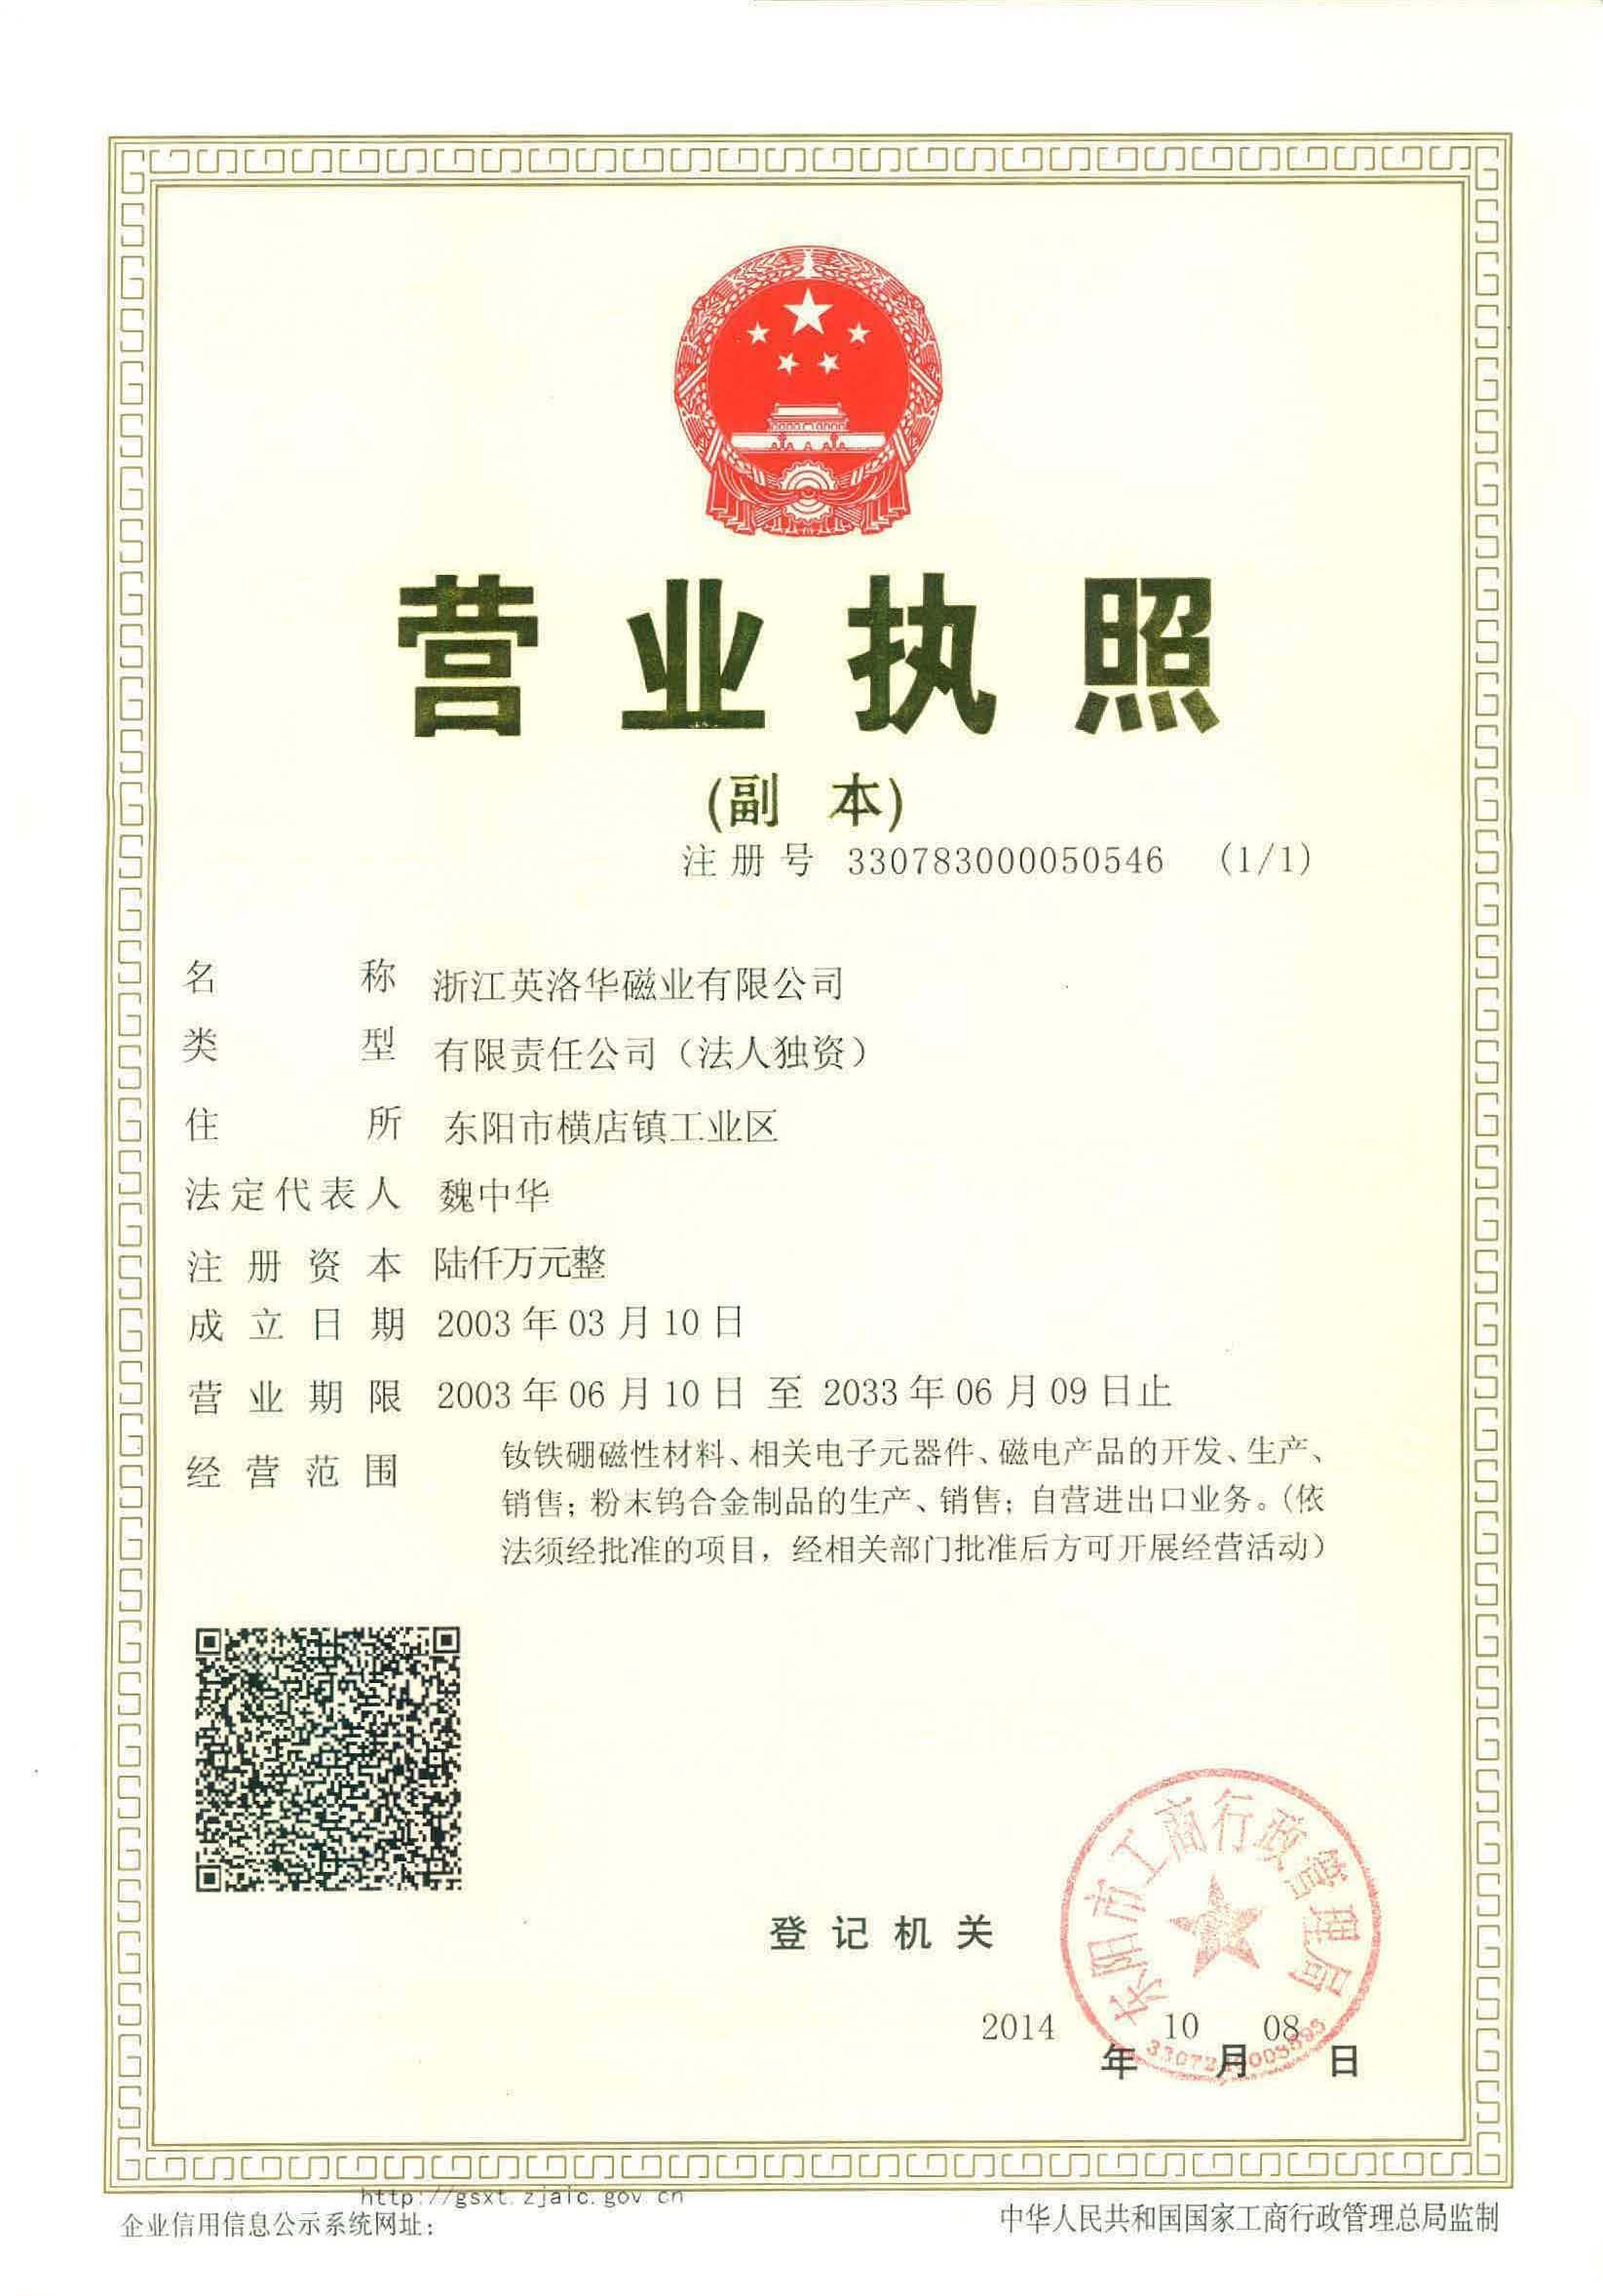 营业执照
(副 本)
注册号 330783000050546 (1/1)
名称 浙江英洛华磁业有限公司
类型 有限责任公司（法人独资）
住所 东阳市横店镇工业区
法定代表人 魏中华
注册资本 陆仟万元整
成立日期 2003年03月10日
营业期限 2003年06月10日 至 2033年06月09日止
经营范围 钕铁硼磁性材料、相关电子元器件、磁电产品的开发、生产、
销售；粉末钨合金制品的生产、销售；自营进出口业务。（依
法须经批准的项目，经相关部门批准后方可开展经营活动）
东阳市工商行政管理局
登记机关
2014年10月08日
http://gsxt.zjaic.gov.cn
企业信用信息公示系统网址：
中华人民共和国国家工商行政管理总局监制